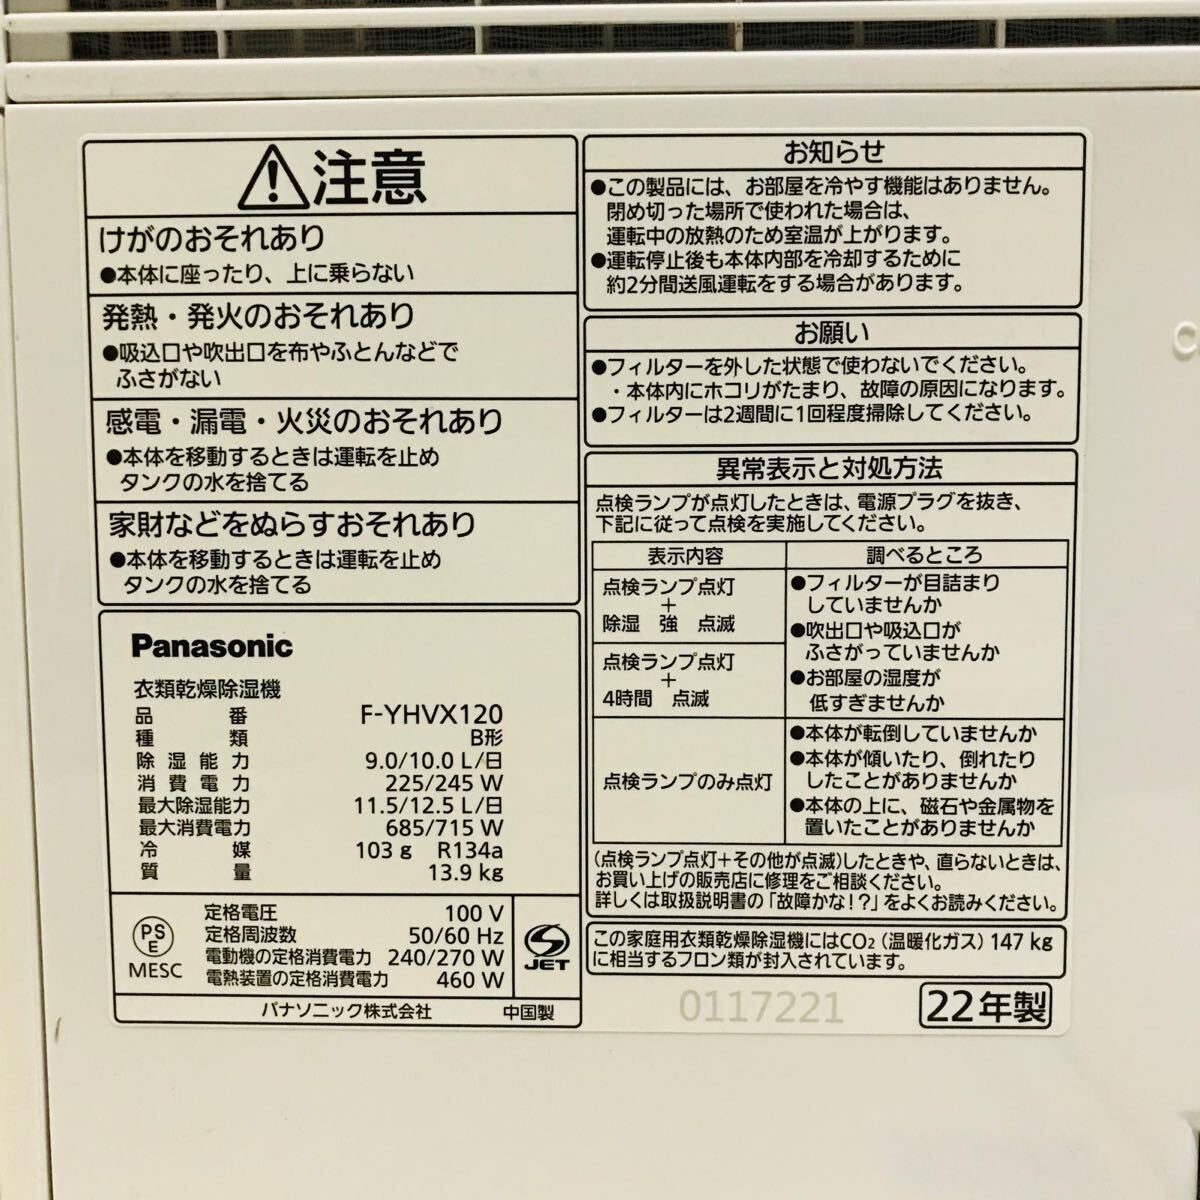 注意
けがのおそれあり
●本体に座ったり、上に乗らない
発熱・発火のおそれあり
●吸込口や吹出口を布やふとんなどで
ふさがない
感電・漏電・火災のおそれあり
●本体を移動するときは運転を止め
タンクの水を捨てる
家財などをぬらすおそれあり
●本体を移動するときは運転を止め
タンクの水を捨てる
Panasonic
衣類乾燥除湿機
品 番 F-YHVX120
種 類 B形
除湿能力 9.0/10.0 L/日
消費電力 225/245 W
最大除湿能力 11.5/12.5 L/日
最大消費電力 685/715 W
冷 媒 103 g R134a
質 量 13.9 kg
PS
E
MESC
定格電圧 100 V
定格周波数 50/60 Hz
電動機の定格消費電力 240/270 W
電熱装置の定格消費電力 460 W
JET
パナソニック株式会社 中国製
お知らせ
●この製品には、お部屋を冷やす機能はありません。
閉め切った場所で使われた場合は、
運転中の放熱のため室温が上がります。
●運転停止後も本体内部を冷却するために
約2分間送風運転をする場合があります。
お願い
●フィルターを外した状態で使わないでください。
・本体内にホコリがたまり、故障の原因になります。
●フィルターは2週間に1回程度掃除してください。
異常表示と対処方法
点検ランプが点灯したときは、電源プラグを抜き、
下記に従って点検を実施してください。
表示内容 調べるところ
点検ランプ点灯
+
除湿 強 点滅
点検ランプ点灯
+
4時間 点滅
●フィルターが目詰まり
していませんか
●吹出口や吸込口が
ふさがっていませんか
●お部屋の湿度が
低すぎませんか
点検ランプのみ点灯
●本体が転倒していませんか
●本体が傾いたり、倒れたり
したことがありませんか
●本体の上に、磁石や金属物を
置いたことがありませんか
(点検ランプ点灯+その他が点滅)したときや、直らないときは、
お買い上げの販売店に修理をご相談ください。
詳しくは取扱説明書の「故障かな!?」をよくお読みください。
この家庭用衣類乾燥除湿機にはCO₂(温暖化ガス)147 kg
に相当するフロン類が封入されています。
0117221
22年製